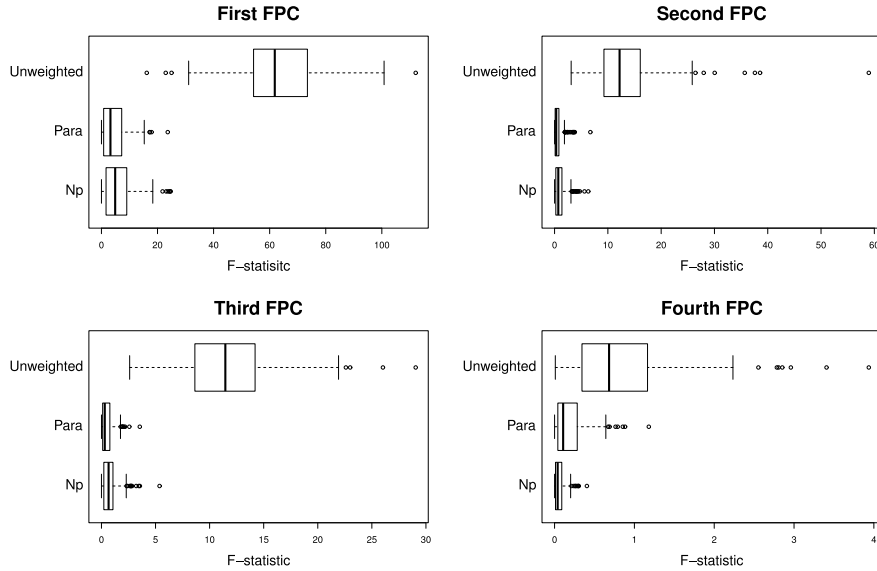 First FPC
Unweighted
Para
Np
0 20 40 60 80 100
F−statisitc
Second FPC
Unweighted
Para
Np
0 10 20 30 40 50 60
F−statistic
Third FPC
Unweighted
Para
Np
0 5 10 15 20 25 30
F−statistic
Fourth FPC
Unweighted
Para
Np
0 1 2 3 4
F−statistic